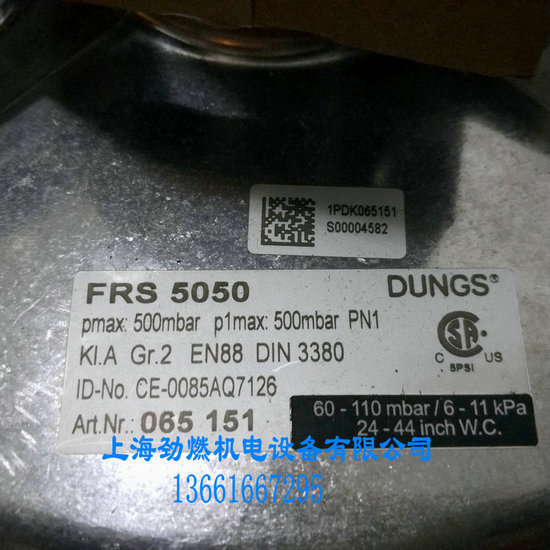 1PDK065151
S00004582
FRS 5050
DUNGS®
pmax: 500mbar p1max: 500mbar PN1
Kl.A Gr.2 EN88 DIN 3380
C SA US
5PSI
ID-No. CE-0085AQ7126
Art.Nr.: 065 151
60 - 110 mbar / 6 - 11 kPa
24 - 44 inch W.C.
上海劲燃机电设备有限公司
13661667295